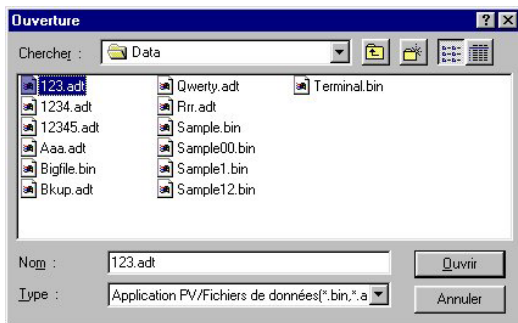 Ouverture
Chercher : Data
123.adt Qwerty.adt Terminal.bin
1234.adt Rrr.adt
12345.adt Sample.bin
Aaa.adt Sample00.bin
Bigfile.bin Sample1.bin
Bkup.adt Sample12.bin
Nom : 123.adt Ouvrir
Type : Application PV/Fichiers de données(*.bin,*.a Annuler